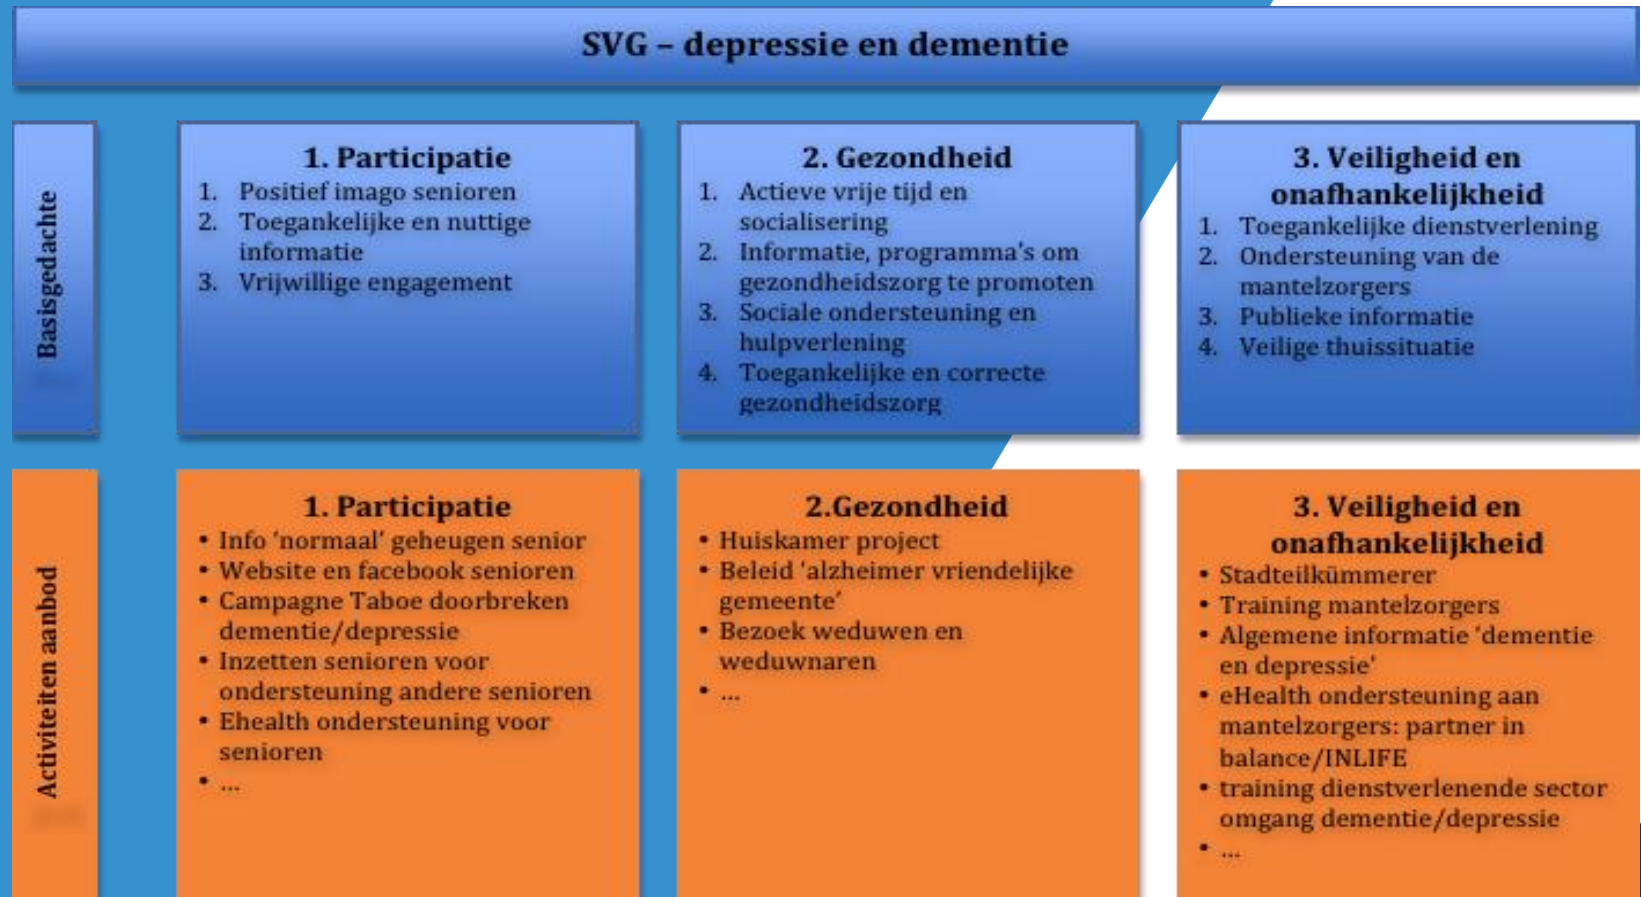 SVG – depressie en dementie
Basisgedachte
1. Participatie
1. Positief imago senioren
2. Toegankelijke en nuttige
informatie
3. Vrijwillige engagement
2. Gezondheid
1. Actieve vrije tijd en
socialisering
2. Informatie, programma's om
gezondheidszorg te promoten
3. Sociale ondersteuning en
hulpverlening
4. Toegankelijke en correcte
gezondheidszorg
3. Veiligheid en
onafhankelijkheid
1. Toegankelijke dienstverlening
2. Ondersteuning van de
mantelzorgers
3. Publieke informatie
4. Veilige thuissituatie
Activiteiten aanbod
1. Participatie
• Info 'normaal' geheugen senior
• Website en facebook senioren
• Campagne Taboe doorbreken
dementie/depressie
• Inzetten senioren voor
ondersteuning andere senioren
• Ehealth ondersteuning voor
senioren
• ...
2.Gezondheid
• Huiskamer project
• Beleid 'alzheimer vriendelijke
gemeente'
• Bezoek weduwen en
weduwnaren
• ...
3. Veiligheid en
onafhankelijkheid
• Stadteilkümmerer
• Training mantelzorgers
• Algemene informatie 'dementie
en depressie'
• eHealth ondersteuning aan
mantelzorgers: partner in
balance/INLIFE
• training dienstverlenende sector
omgang dementie/depressie
• ...